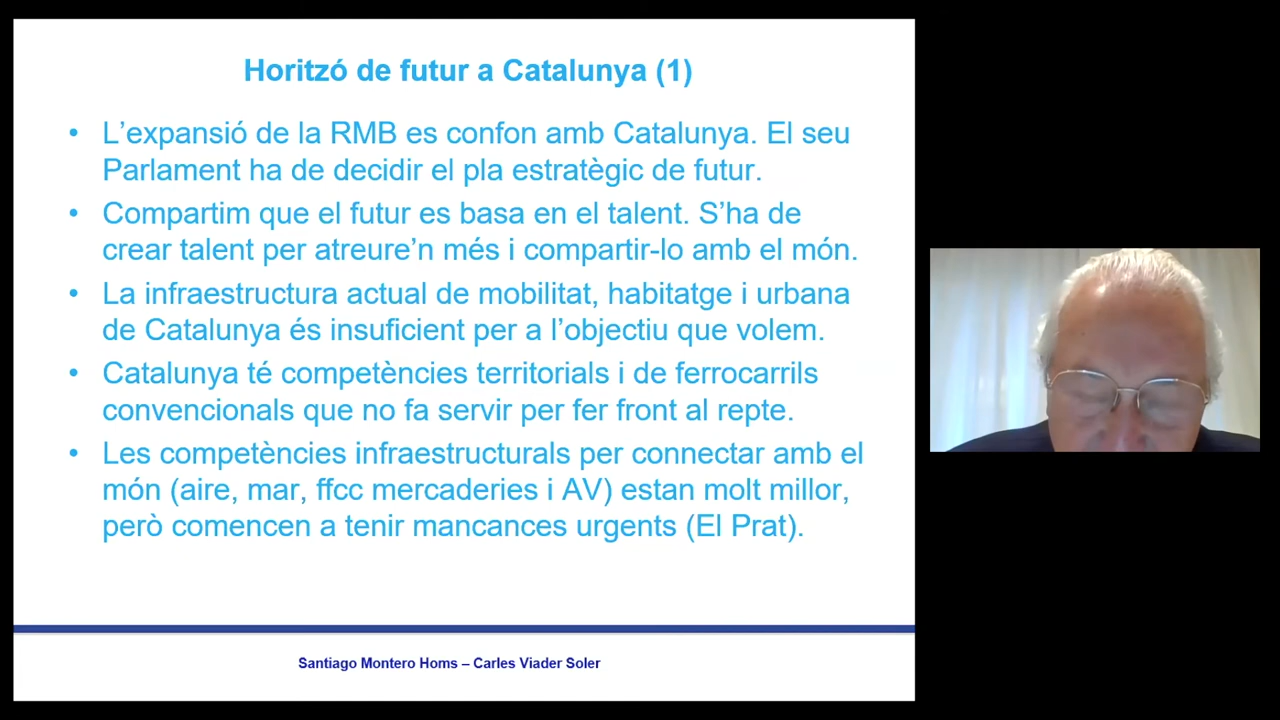 Horitzó de futur a Catalunya (1)
• L’expansió de la RMB es confon amb Catalunya. El seu
Parlament ha de decidir el pla estratègic de futur.
• Compartim que el futur es basa en el talent. S’ha de
crear talent per atreure’n més i compartir-lo amb el món.
• La infraestructura actual de mobilitat, habitatge i urbana
de Catalunya és insuficient per a l’objectiu que volem.
• Catalunya té competències territorials i de ferrocarrils
convencionals que no fa servir per fer front al repte.
• Les competències infraestructurals per connectar amb el
món (aire, mar, ffcc mercaderies i AV) estan molt millor,
però comencen a tenir mancances urgents (El Prat).
Santiago Montero Homs – Carles Viader Soler